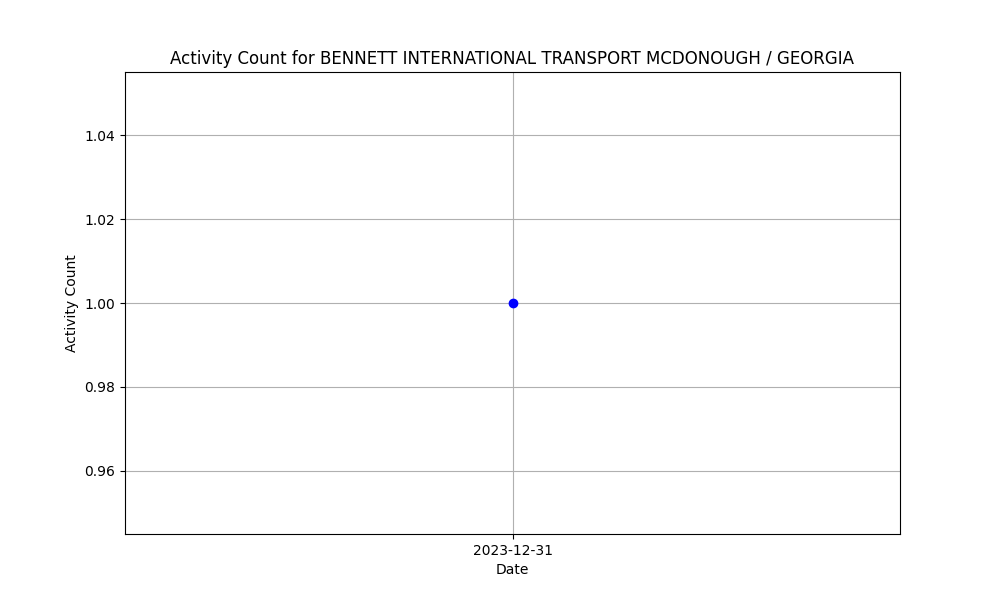 Activity Count for BENNETT INTERNATIONAL TRANSPORT MCDONOUGH / GEORGIA
1.04
1.02
1.00
0.98
0.96
Activity Count
2023-12-31
Date